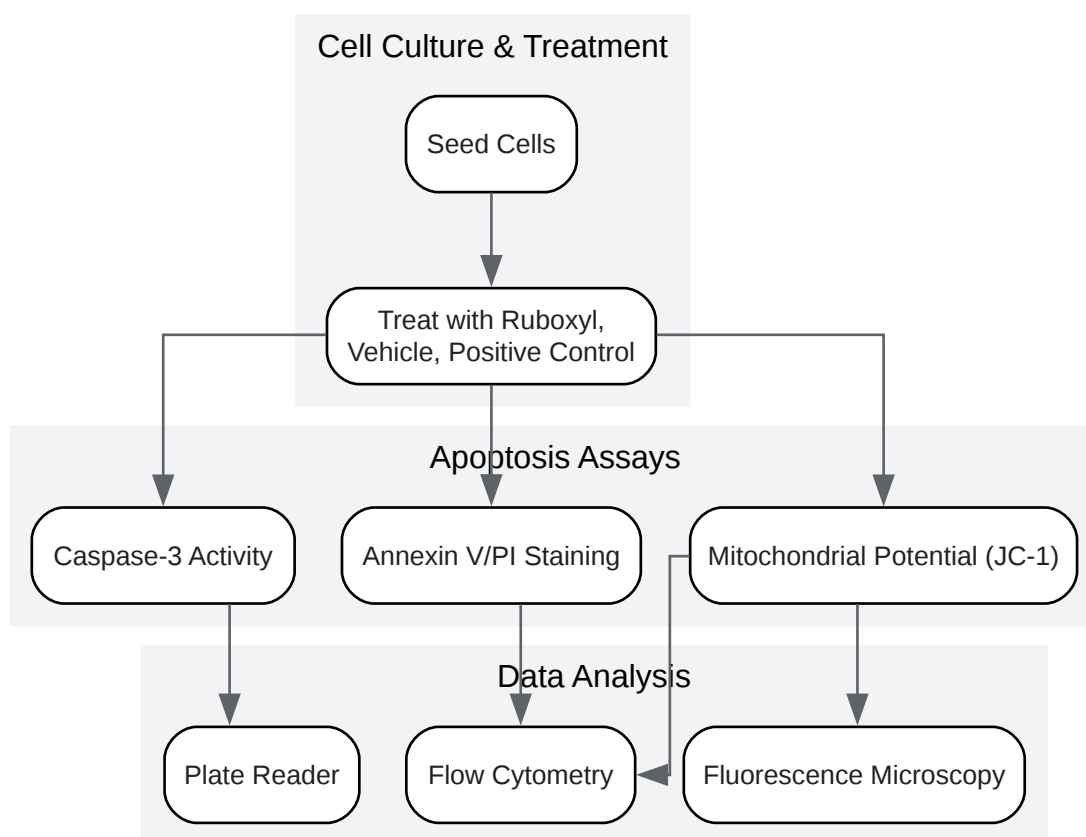 Cell Culture & Treatment
Seed Cells
Treat with Ruboxyl,
Vehicle, Positive Control
Apoptosis Assays
Caspase-3 Activity
Annexin V/PI Staining
Mitochondrial Potential (JC-1)
Data Analysis
Plate Reader
Flow Cytometry
Fluorescence Microscopy